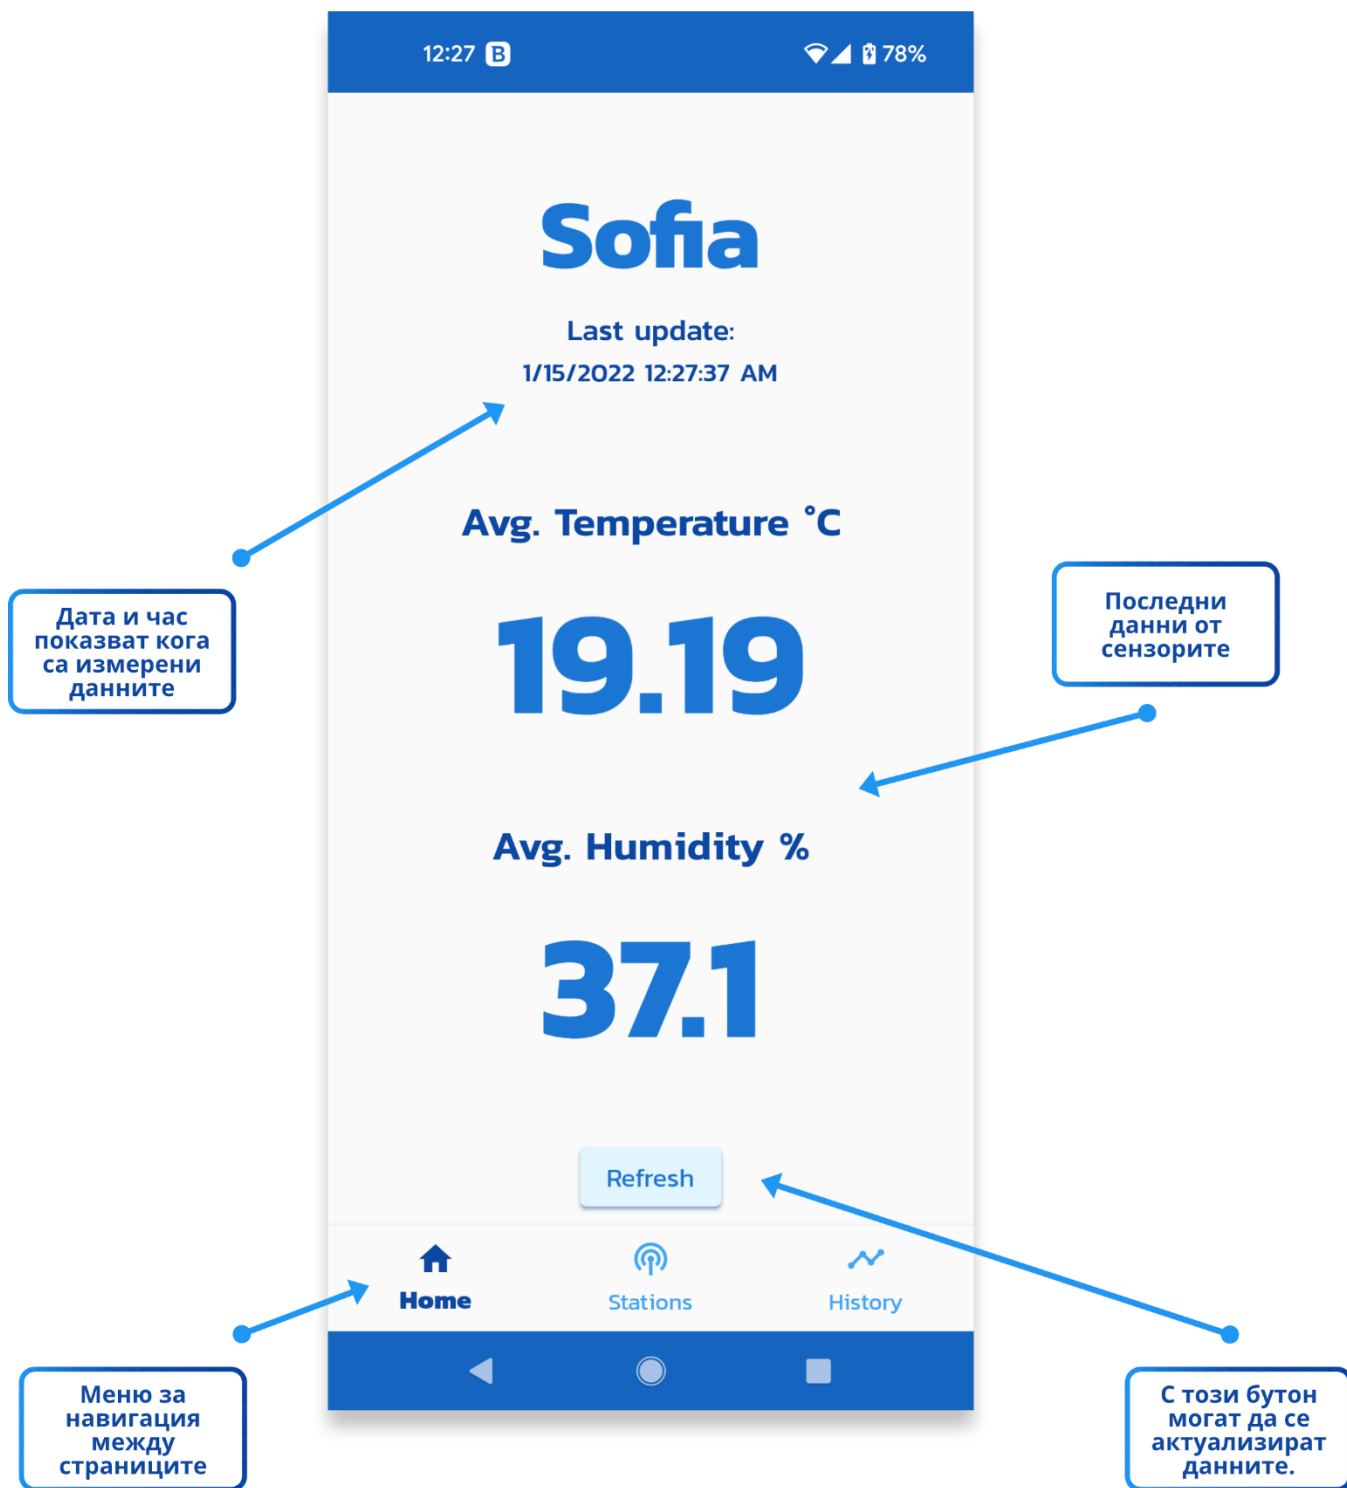 12:27 B 78%
Sofia
Last update:
1/15/2022 12:27:37 AM
Avg. Temperature °C
19.19
Avg. Humidity %
37.1
Refresh
Home
Stations
History
Дата и час
показват кога
са измерени
данните
Последни
данни от
сензорите
Меню за
навигация
между
страниците
С този бутон
могат да се
актуализират
данните.